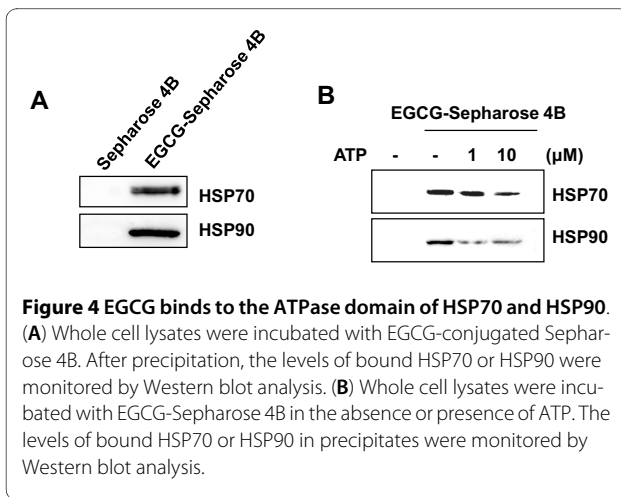 A
Sepharose 4B
EGCG-Sepharose 4B
HSP70
HSP90
B
EGCG-Sepharose 4B
ATP - - 1 10 (μM)
HSP70
HSP90
Figure 4 EGCG binds to the ATPase domain of HSP70 and HSP90.
(A) Whole cell lysates were incubated with EGCG-conjugated Sephar-
ose 4B. After precipitation, the levels of bound HSP70 or HSP90 were
monitored by Western blot analysis. (B) Whole cell lysates were incu-
bated with EGCG-Sepharose 4B in the absence or presence of ATP. The
levels of bound HSP70 or HSP90 in precipitates were monitored by
Western blot analysis.